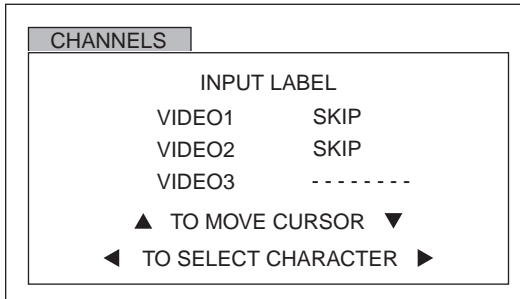 CHANNELS
INPUT LABEL
VIDEO1 SKIP
VIDEO2 SKIP
VIDEO3 - - - - - - - -
▲ TO MOVE CURSOR ▼
◀ TO SELECT CHARACTER ▶